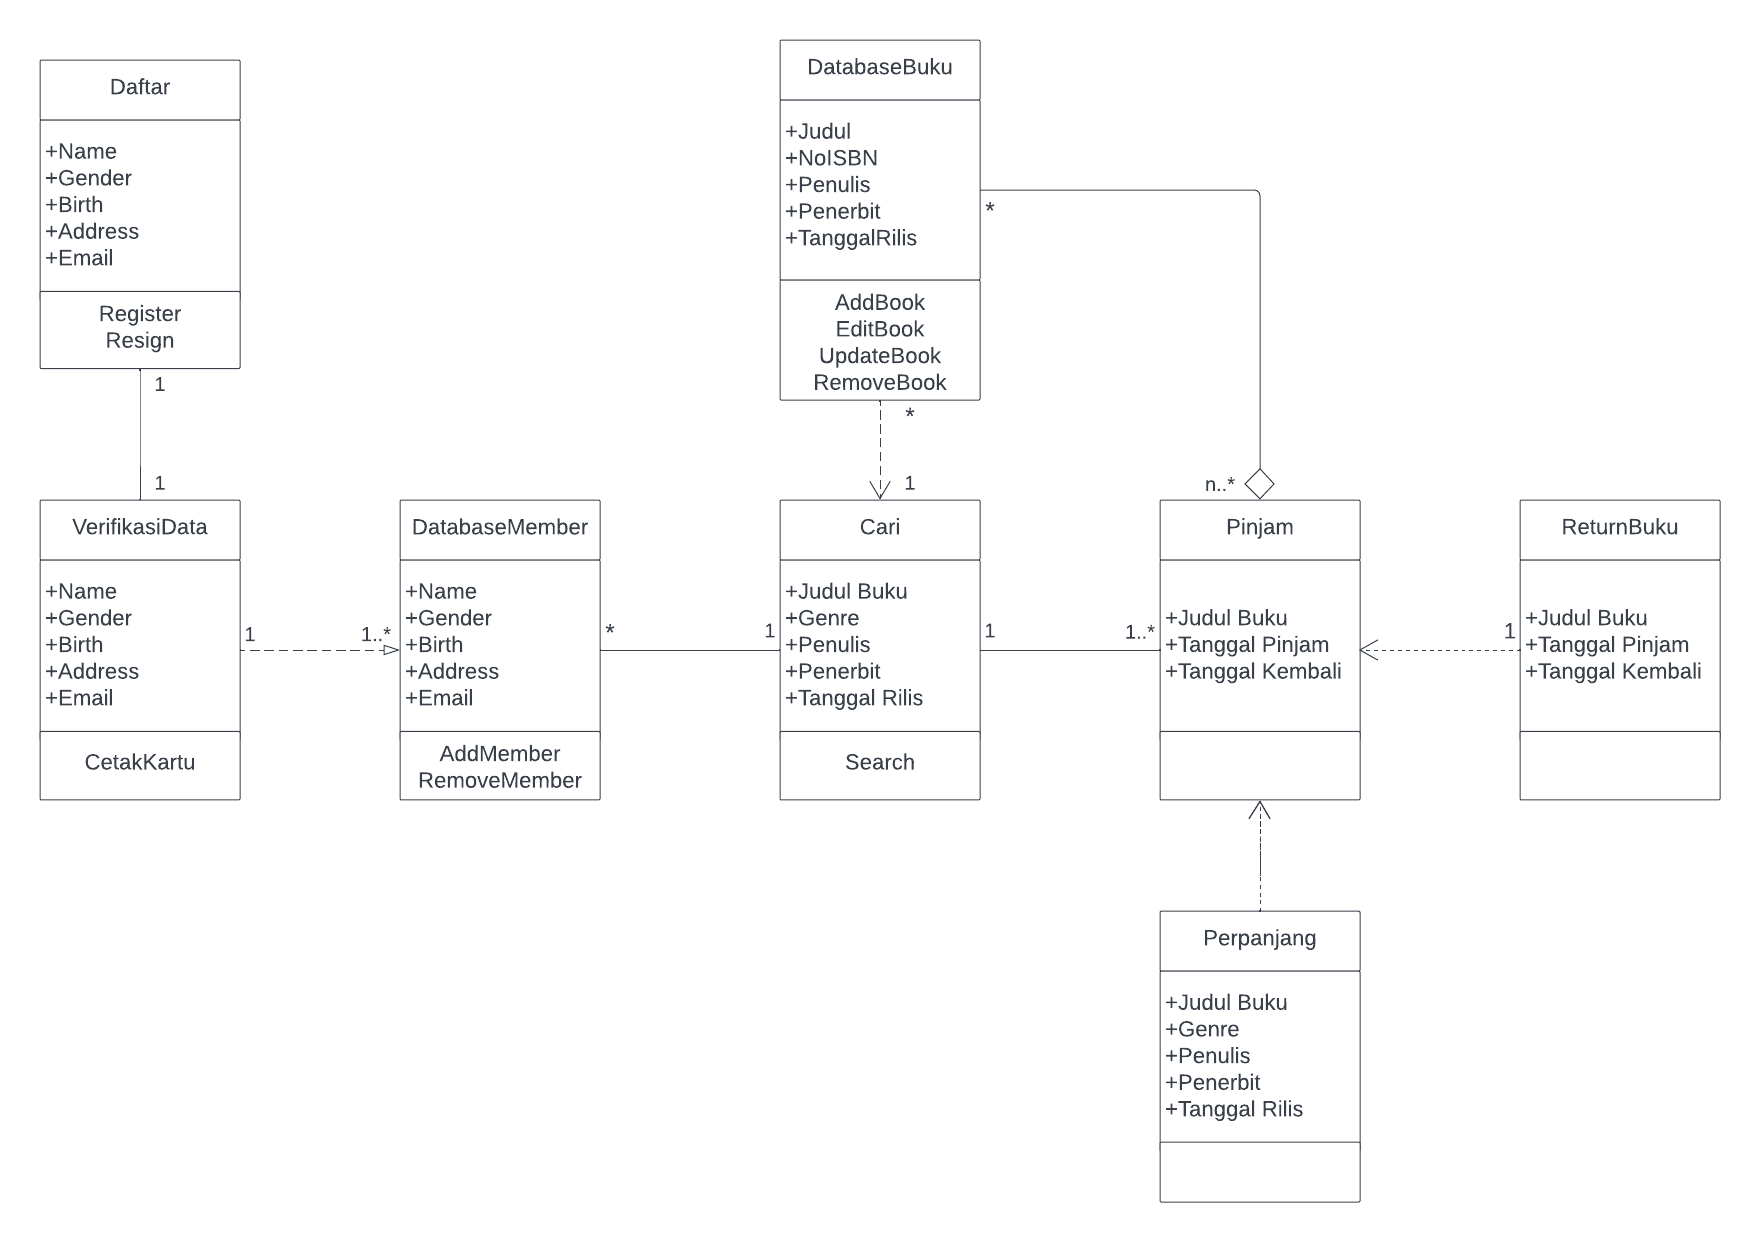 Daftar
+Name
+Gender
+Birth
+Address
+Email
Register
Resign
1
1
DatabaseBuku
+Judul
+NoISBN
+Penulis
+Penerbit
+TanggalRilis
AddBook
EditBook
UpdateBook
RemoveBook
*
*
1
n..*
VerifikasiData
+Name
+Gender
+Birth
+Address
+Email
CetakKartu
1
1..*
DatabaseMember
+Name
+Gender
+Birth
+Address
+Email
AddMember
RemoveMember
*
1
Cari
+Judul Buku
+Genre
+Penulis
+Penerbit
+Tanggal Rilis
Search
1
1..*
Pinjam
+Judul Buku
+Tanggal Pinjam
+Tanggal Kembali
1
ReturnBuku
+Judul Buku
+Tanggal Pinjam
+Tanggal Kembali
Perpanjang
+Judul Buku
+Genre
+Penulis
+Penerbit
+Tanggal Rilis